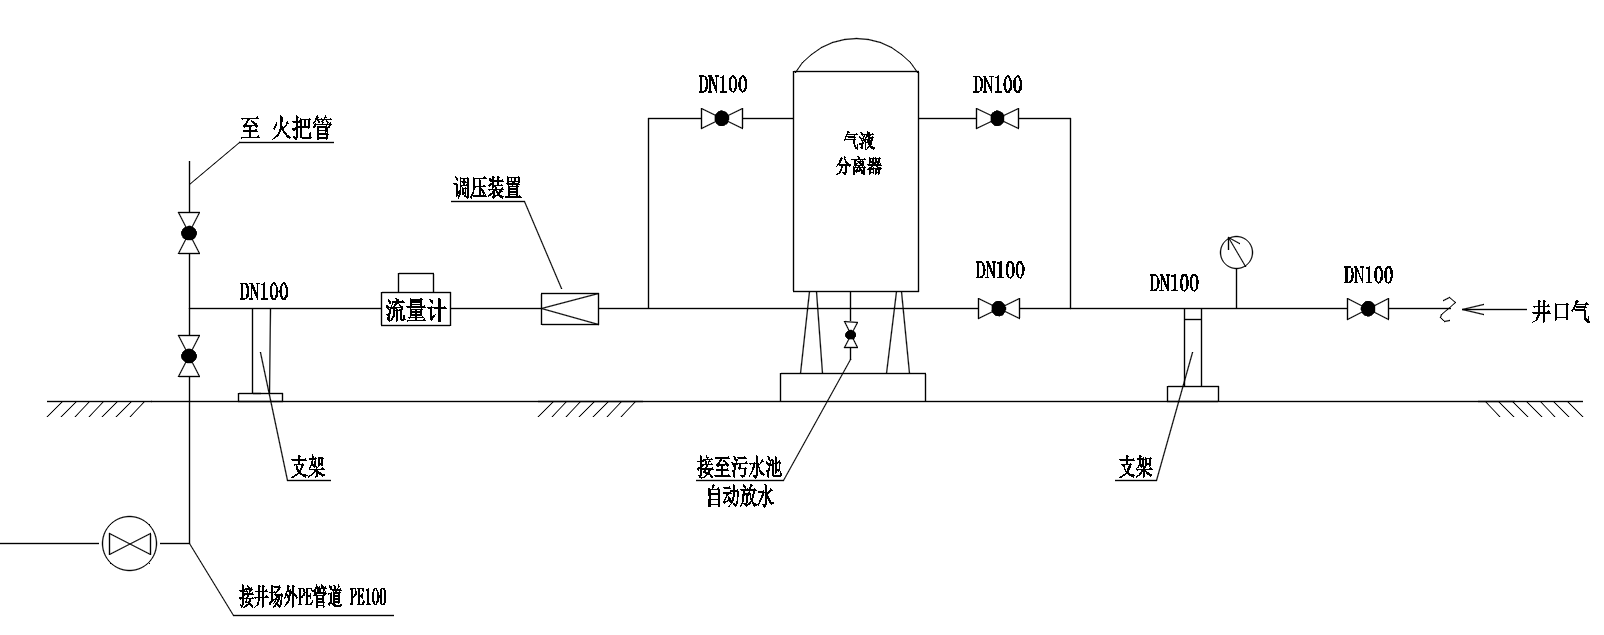 DN100
DN100
至 火把管
气液
分离器
调压装置
DN100
DN100
DN100
DN100
流量计
井口气
支架
接至污水池
自动放水
支架
接井场外PE管道 PE100